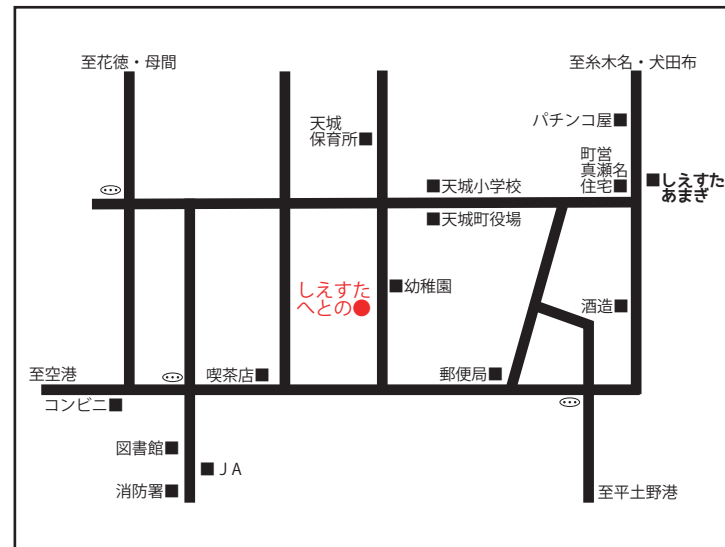 至花徳・母間
至糸木名・犬田布
パチンコ屋
天城
保育所
町営
真瀬名
住宅
しえすた
あまぎ
天城小学校
天城町役場
しえすた
へとの
幼稚園
酒造
至空港
喫茶店
郵便局
コンビニ
図書館
ＪＡ
消防署
至平土野港